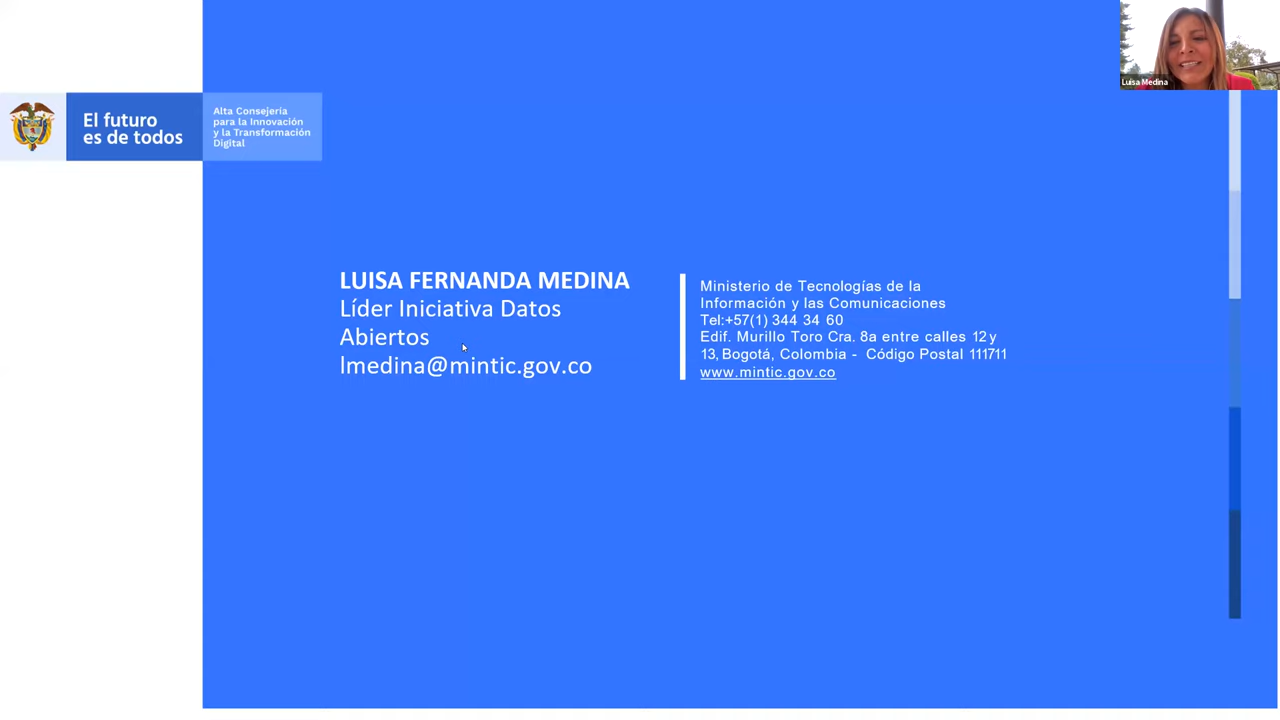 El futuro
es de todos
Alta Consejería
para la Innovación
y la Transformación
Digital
LUISA FERNANDA MEDINA
Líder Iniciativa Datos
Abiertos
lmedina@mintic.gov.co
Ministerio de Tecnologías de la
Información y las Comunicaciones
Tel:+57(1) 344 34 60
Edif. Murillo Toro Cra. 8a entre calles 12 y
13, Bogotá, Colombia - Código Postal 111711
www.mintic.gov.co
Luisa Medina